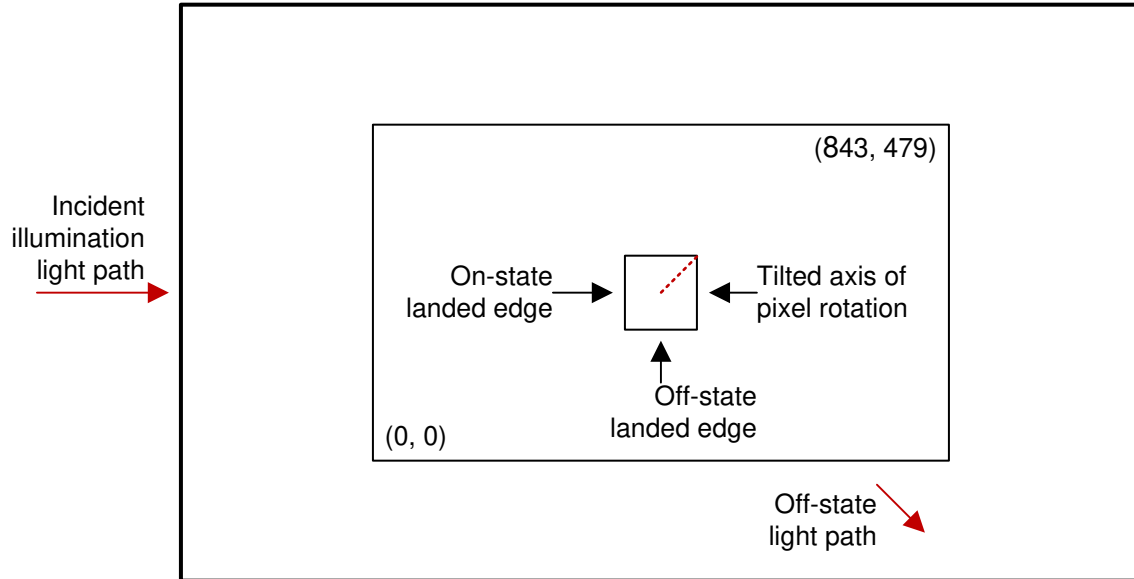 (843, 479)
Incident
illumination
light path
On-state
landed edge
Tilted axis of
pixel rotation
Off-state
landed edge
(0, 0)
Off-state
light path